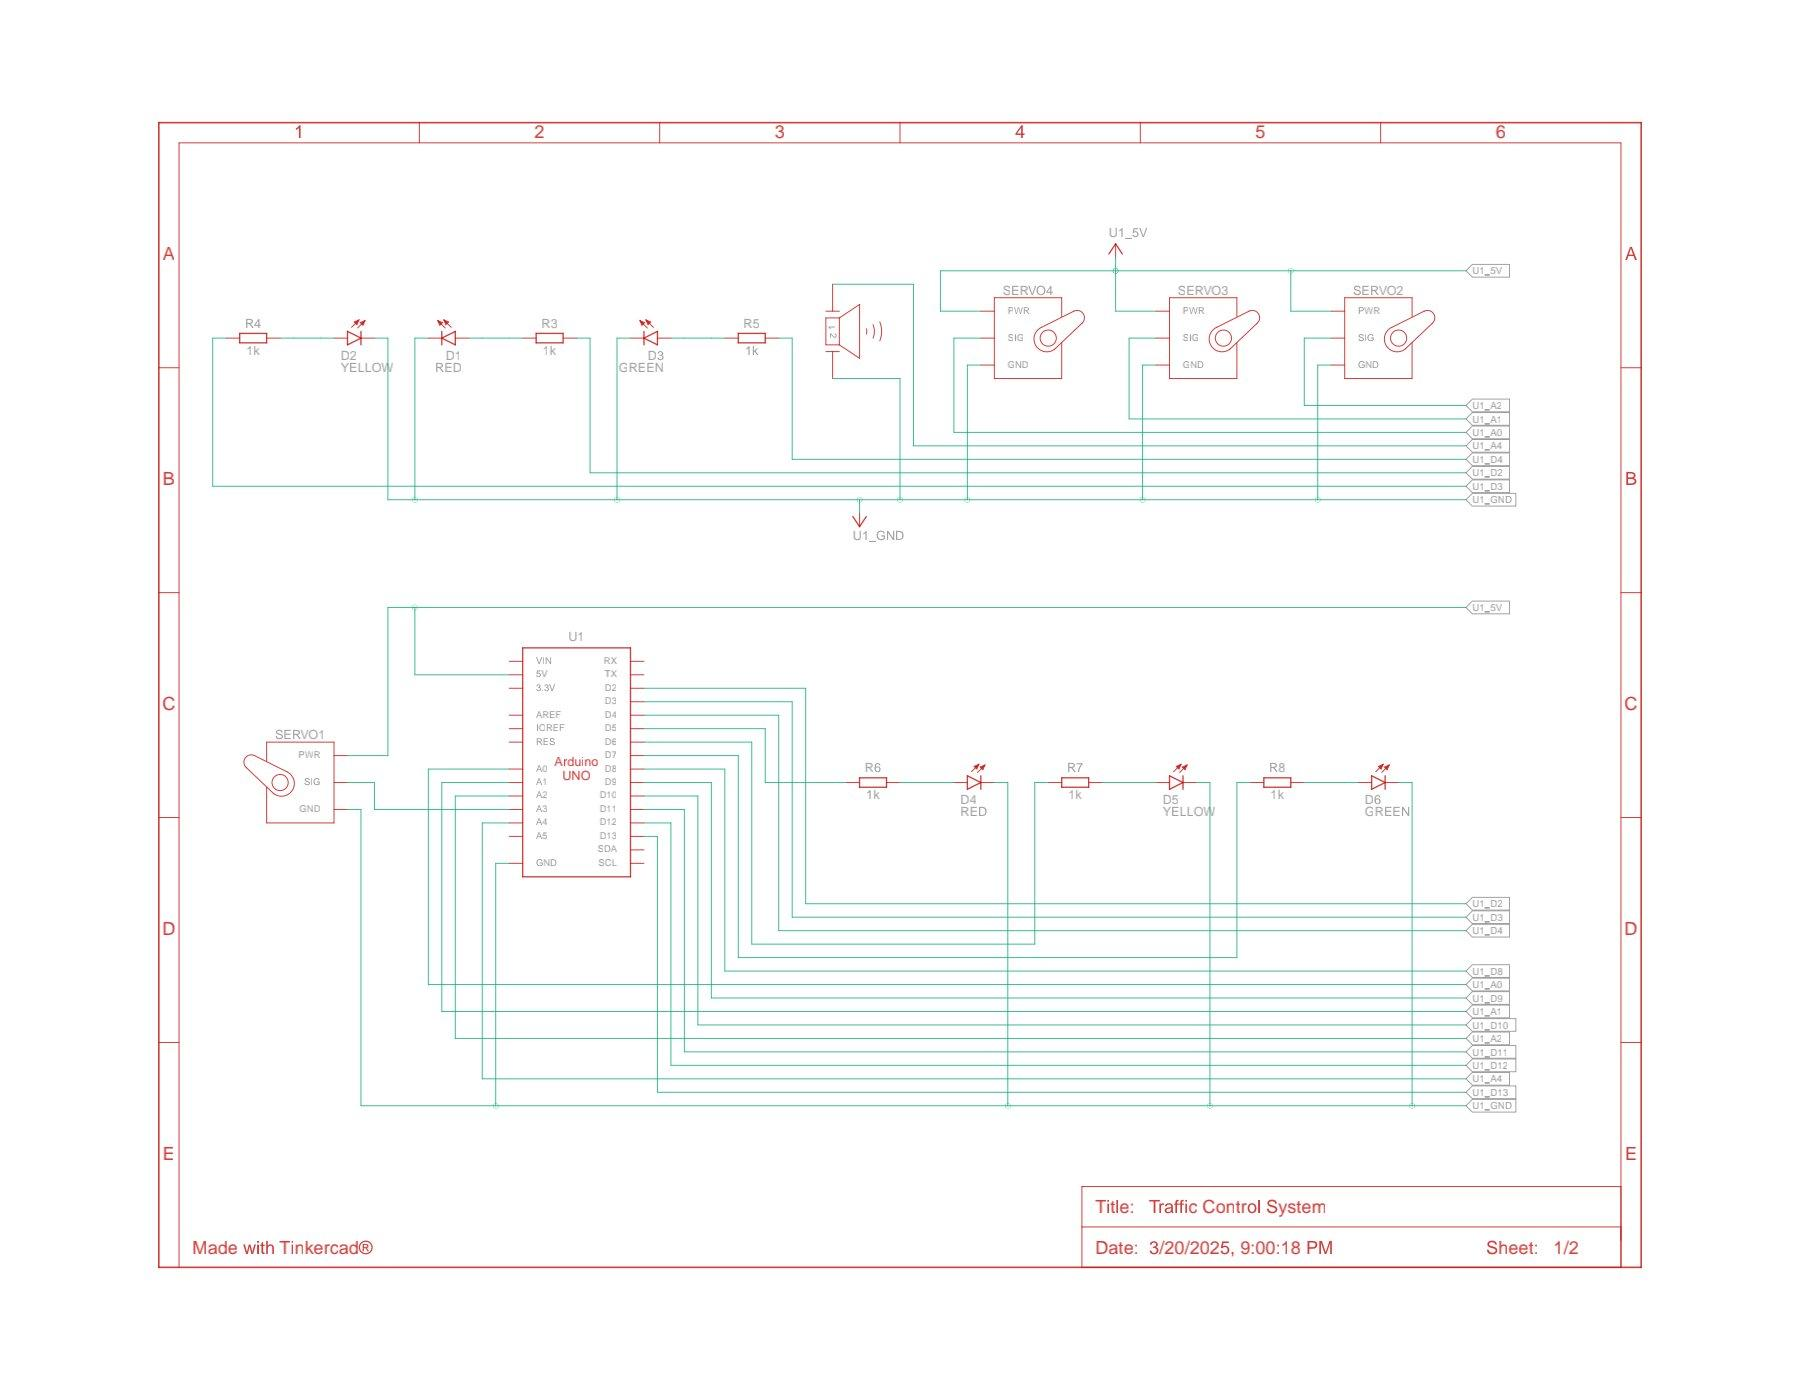 1 2 3 4 5 6
A A
U1_5V
U1_5V
SERVO4 SERVO3 SERVO2
PWR PWR PWR
R4 R3 R5
SIG SIG SIG
1k 1k 1k
1 2
D2 D1 D3
YELLOW RED GREEN
GND GND GND
U1_A2
U1_A1
U1_A0
U1_A4
U1_D4
U1_D2
B B
U1_D3
U1_GND
U1_GND
U1_5V
U1
VIN RX
5V TX
3.3V D2
D3
C C
AREF D4
IOREF D5
SERVO1
RES D6
PWR
D7
Arduino
UNO
A0 D8
R6 R7 R8
SIG
A1 D9
1k 1k 1k
A2 D10
D4 D5 D6
RED YELLOW GREEN
GND
A3 D11
A4 D12
A5 D13
SDA
GND SCL
U1_D2
U1_D3
D D
U1_D4
U1_D8
U1_A0
U1_D9
U1_A1
U1_D10
U1_A2
U1_D11
U1_D12
U1_A4
U1_D13
U1_GND
E E
Title: Traffic Control System
Made with Tinkercad®
Date: 3/20/2025, 9:00:18 PM Sheet: 1/2